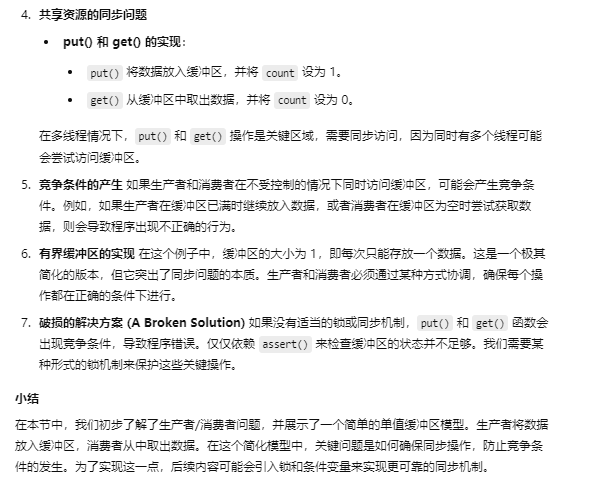 4. 共享资源的同步问题
• put() 和 get() 的实现：
• put() 将数据放入缓冲区，并将 count 设为 1。
• get() 从缓冲区中取出数据，并将 count 设为 0。
在多线程情况下，put() 和 get() 操作是关键区域，需要同步访问，因为同时有多个线程可能
会尝试访问缓冲区。
5. 竞争条件的产生 如果生产者和消费者在不受控制的情况下同时访问缓冲区，可能会产生竞争条
件。例如，如果生产者在缓冲区已满时继续放入数据，或者消费者在缓冲区为空时尝试获取数
据，则会导致程序出现不正确的行为。
6. 有界缓冲区的实现 在这个例子中，缓冲区的大小为 1，即每次只能存放一个数据。这是一个极其
简化的版本，但它突出了同步问题的本质。生产者和消费者必须通过某种方式协调，确保每个操
作都在正确的条件下进行。
7. 破损的解决方案 (A Broken Solution) 如果没有适当的锁或同步机制，put() 和 get() 函数会
出现竞争条件，导致程序错误。仅仅依赖 assert() 来检查缓冲区的状态并不足够。我们需要某
种形式的锁机制来保护这些关键操作。
小结
在本节中，我们初步了解了生产者/消费者问题，并展示了一个简单的单值缓冲区模型。生产者将数据
放入缓冲区，消费者从中取出数据。在这个简化模型中，关键问题是如何确保同步操作，防止竞争条
件的发生。为了实现这一点，后续内容可能会引入锁和条件变量来实现更可靠的同步机制。